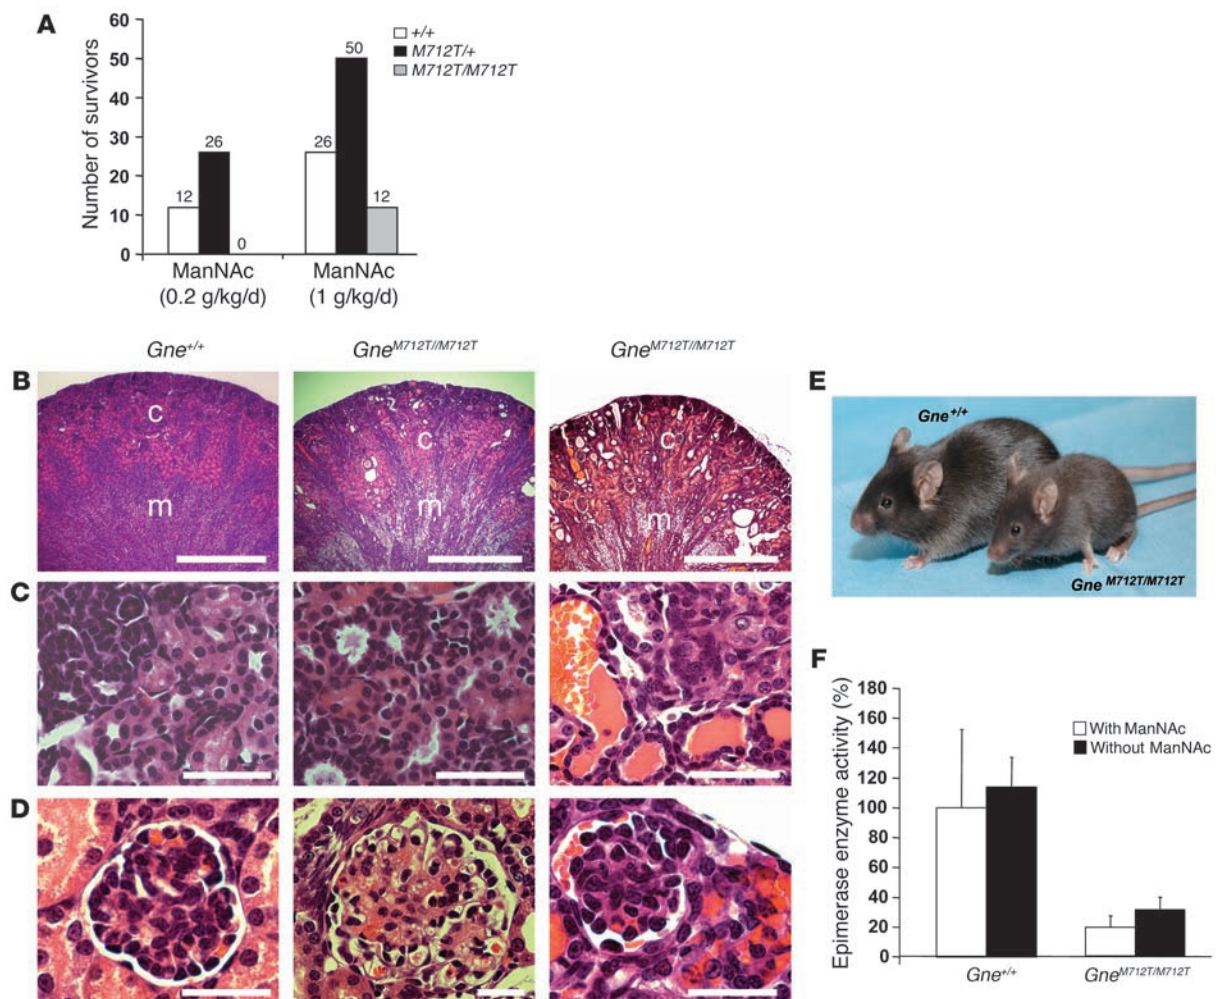 A
60
50
40
30
20
10
0
Number of survivors
+/+
M712T/+
M712T/M712T
12
26
0
26
50
12
ManNAc
(0.2 g/kg/d)
ManNAc
(1 g/kg/d)
Gne+/+
GneM712T//M712T
GneM712T//M712T
B
c
m
c
m
c
m
C
D
E
Gne+/+
Gne M712T/M712T
F
180
160
140
120
100
80
60
40
20
0
Epimerase enzyme activity (%)
With ManNAc
Without ManNAc
Gne+/+
GneM712T/M712T